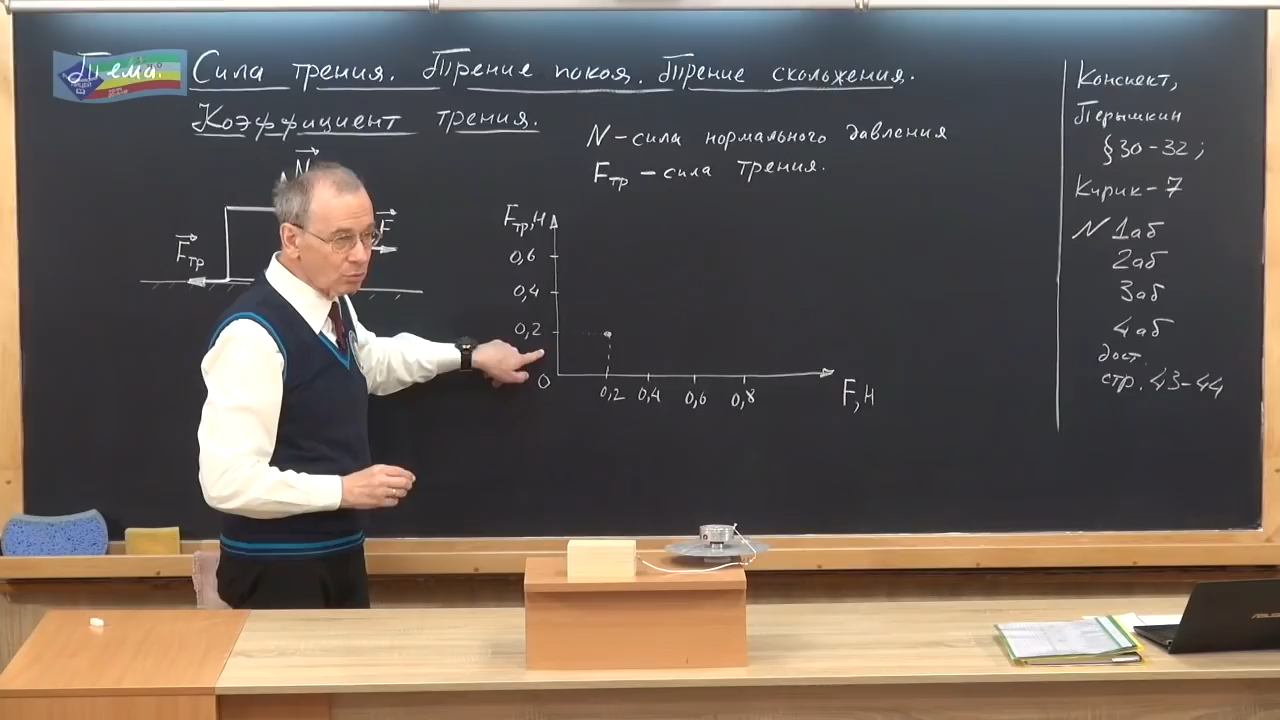 Тема. Сила трения. Трение покоя. Трение скольжения.
Коэффициент трения.
N - сила нормального давления
Fтр - сила трения.
N
F
Fтр
Fтр, Н
0,6
0,4
0,2
0
0,2 0,4 0,6 0,8
F, Н
Конспект,
Пёрышкин
§30-32;
Кирик-7
N 1аб
2аб
3аб
4аб
дост.
стр. 43-44
ASUS